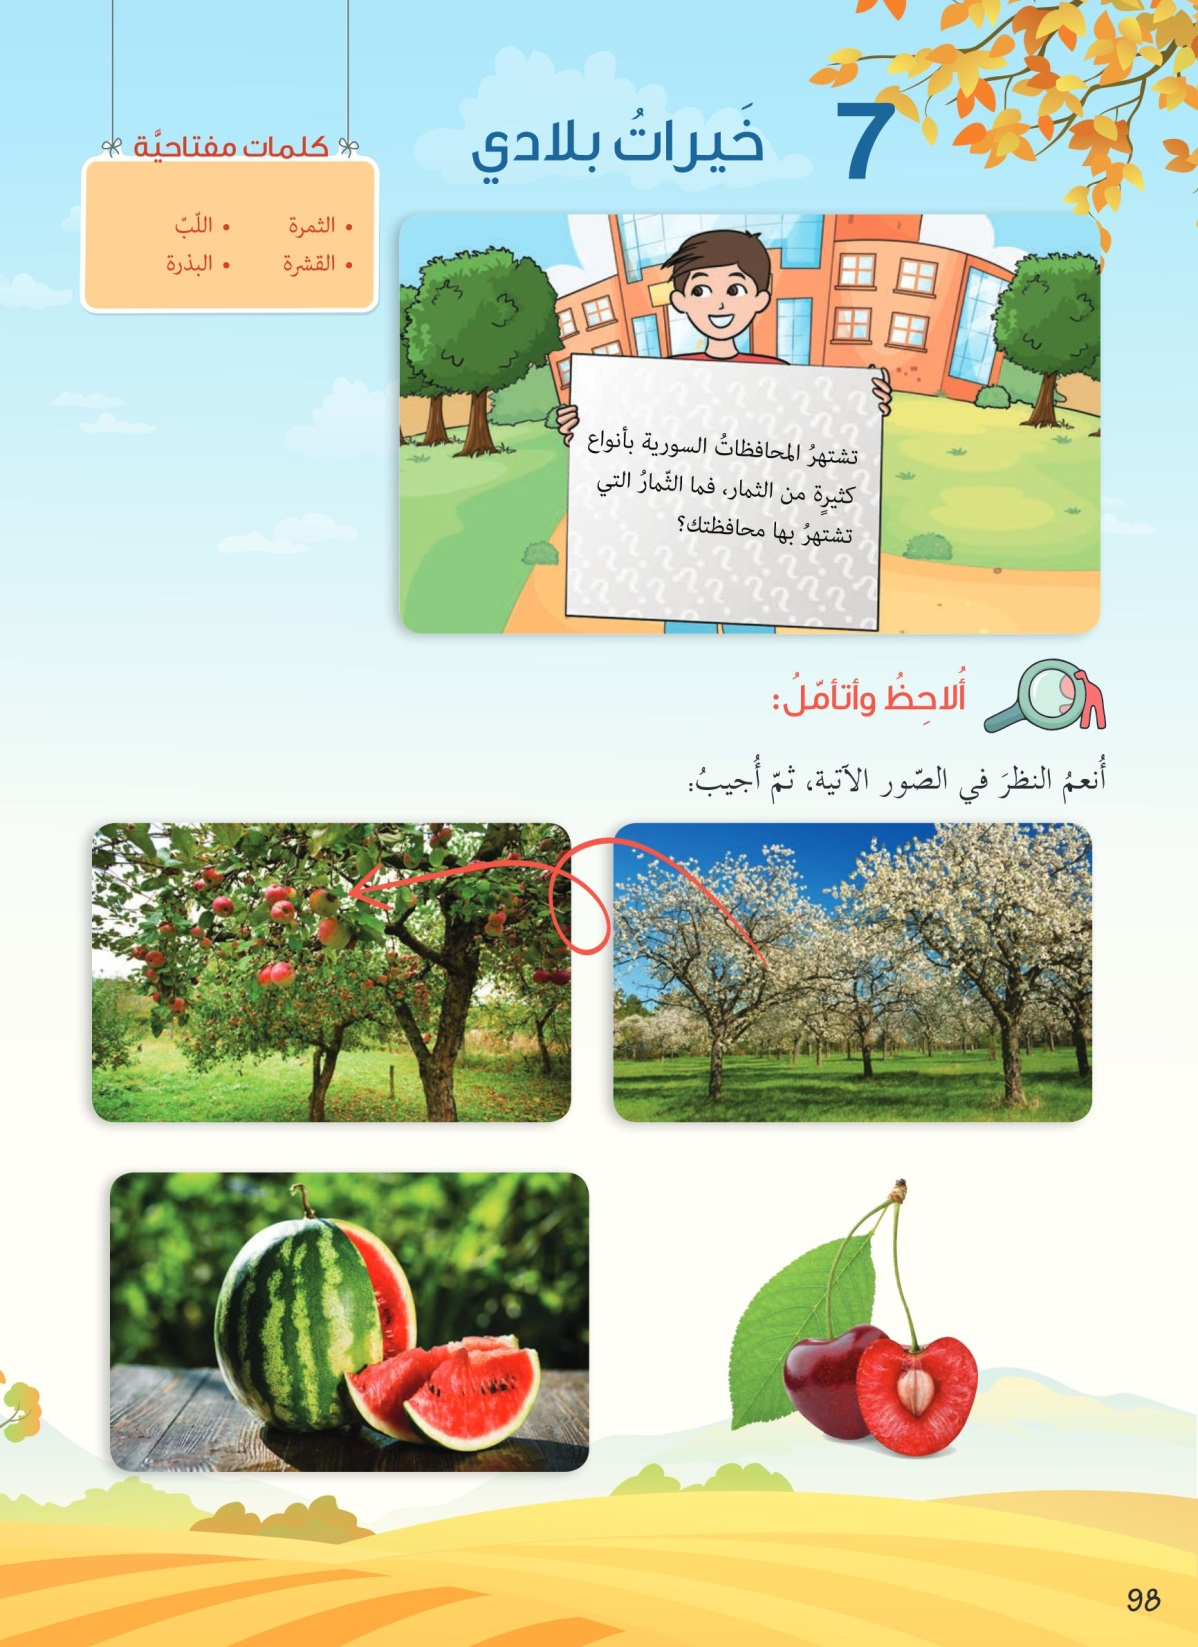 7
خَيراتُ بلادي
كلمات مفتاحيَّة
• الثمرة • اللّبّ
• القشرة • البذرة
تشتهرُ المحافظاتُ السورية بأنواع
كثيرةٍ من الثمار، فما الثّمارُ التي
تشتهرُ بها محافظتك؟
أُلاحِظُ وأتأمّلُ:
أُنعمُ النظرَ في الصّور الآتية، ثمّ أُجيبُ:
98